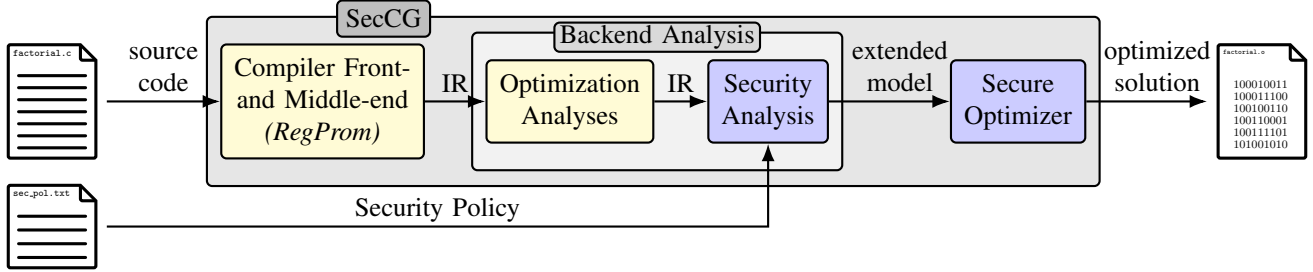 SecCG
factorial.c
source
code
Compiler Front-
and Middle-end
(RegProm)
IR
Backend Analysis
Optimization
Analyses
IR
Security
Analysis
extended
model
Secure
Optimizer
optimized
solution
factorial.o
100010011
100011100
100100110
100110001
100111101
101001010
sec_pol.txt
Security Policy